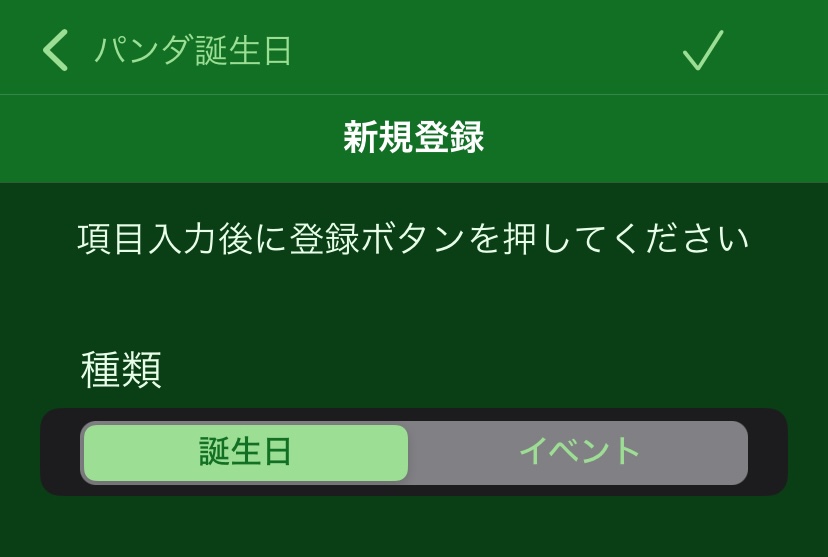 パンダ誕生日
新規登録
項目入力後に登録ボタンを押してください
種類
誕生日 イベント